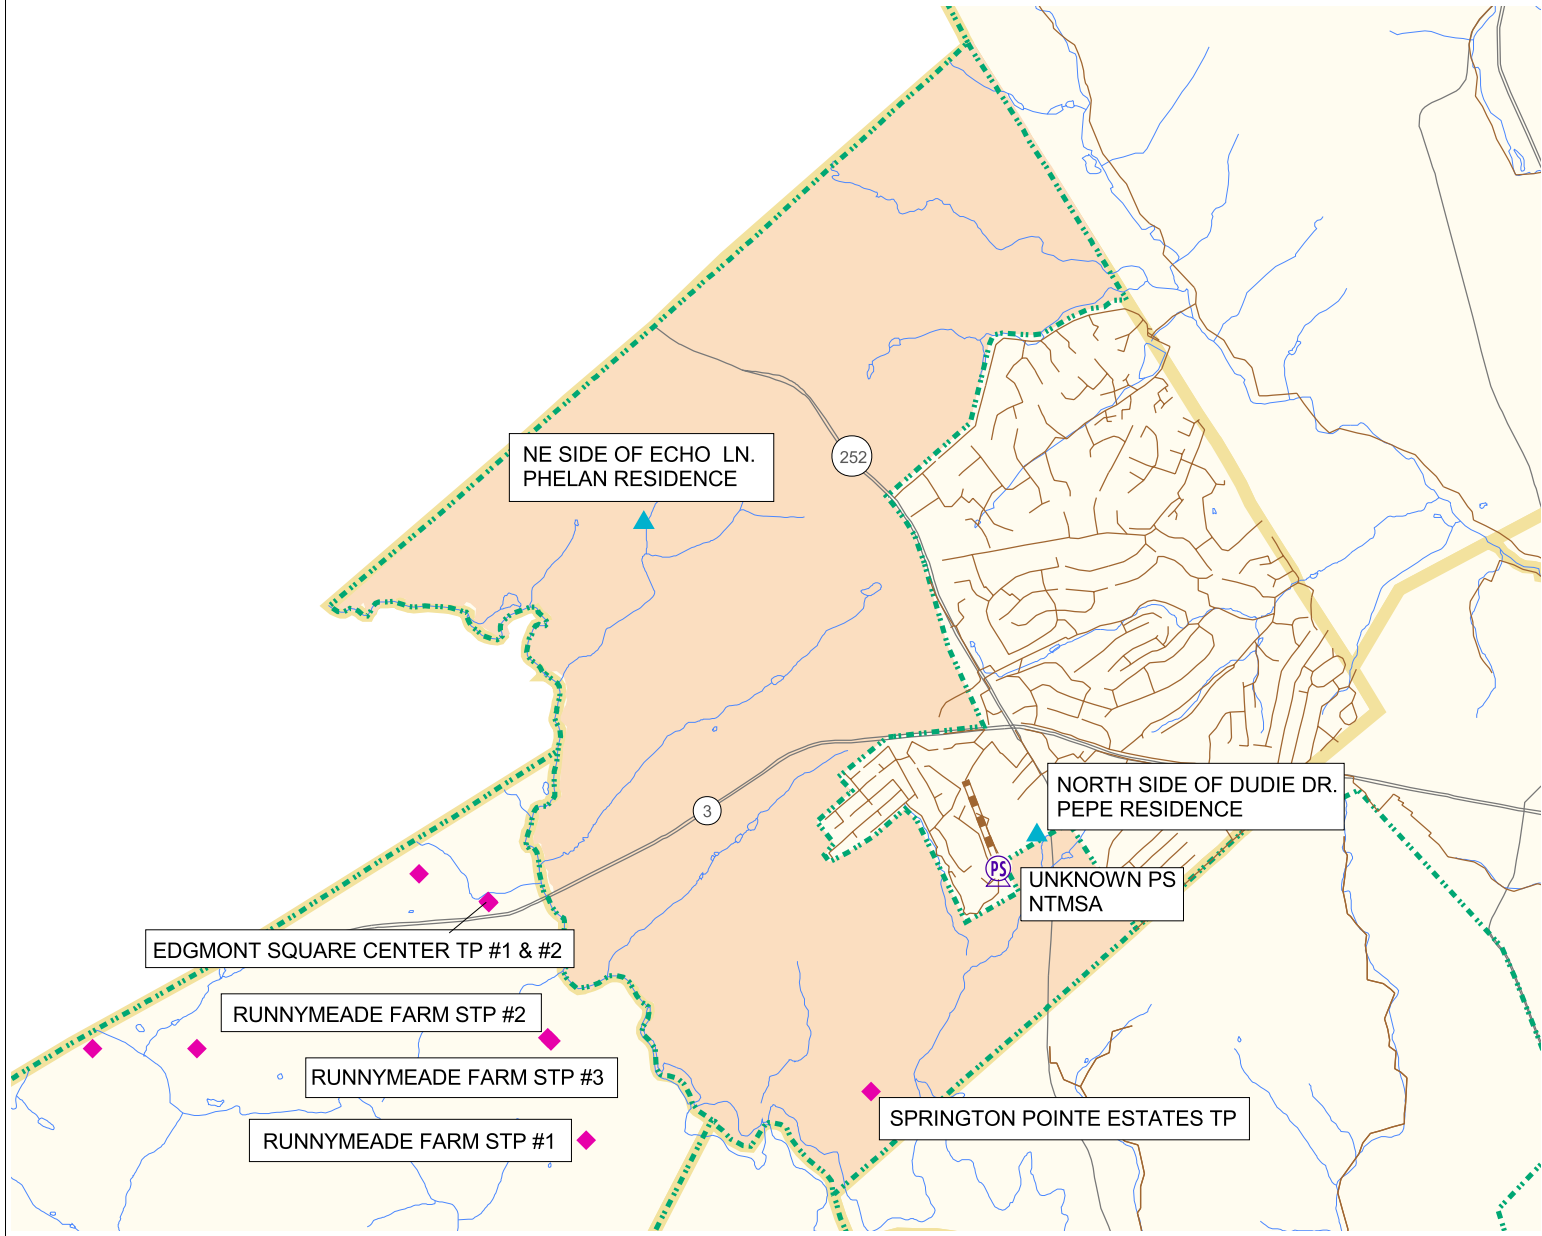 NE SIDE OF ECHO LN.
PHELAN RESIDENCE
252
3
NORTH SIDE OF DUDIE DR.
PEPE RESIDENCE
PS
UNKNOWN PS
NTMSA
EDGMONT SQUARE CENTER TP #1 & #2
RUNNYMEADE FARM STP #2
RUNNYMEADE FARM STP #3
SPRINGTON POINTE ESTATES TP
RUNNYMEADE FARM STP #1